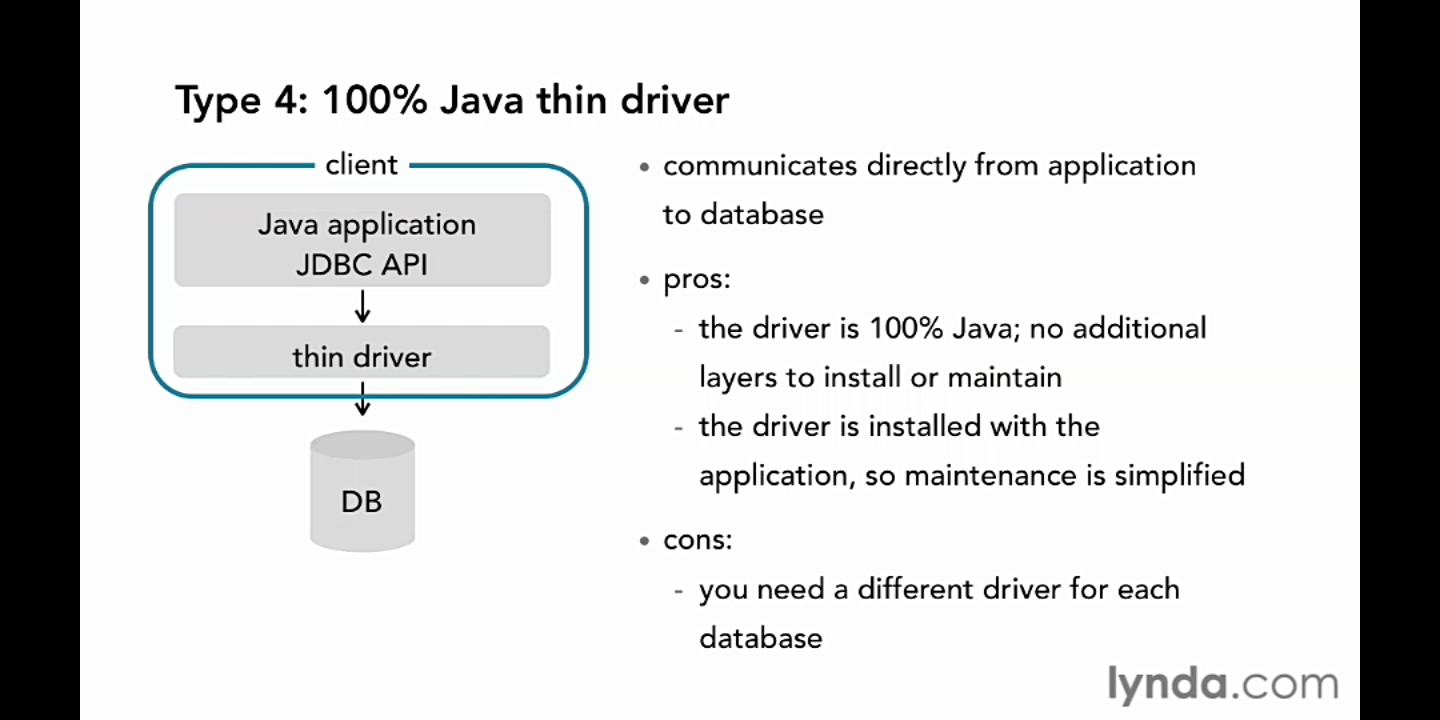 Type 4: 100% Java thin driver
client
Java application
JDBC API
thin driver
DB
• communicates directly from application
to database
• pros:
- the driver is 100% Java; no additional
layers to install or maintain
- the driver is installed with the
application, so maintenance is simplified
• cons:
- you need a different driver for each
database
lynda.com